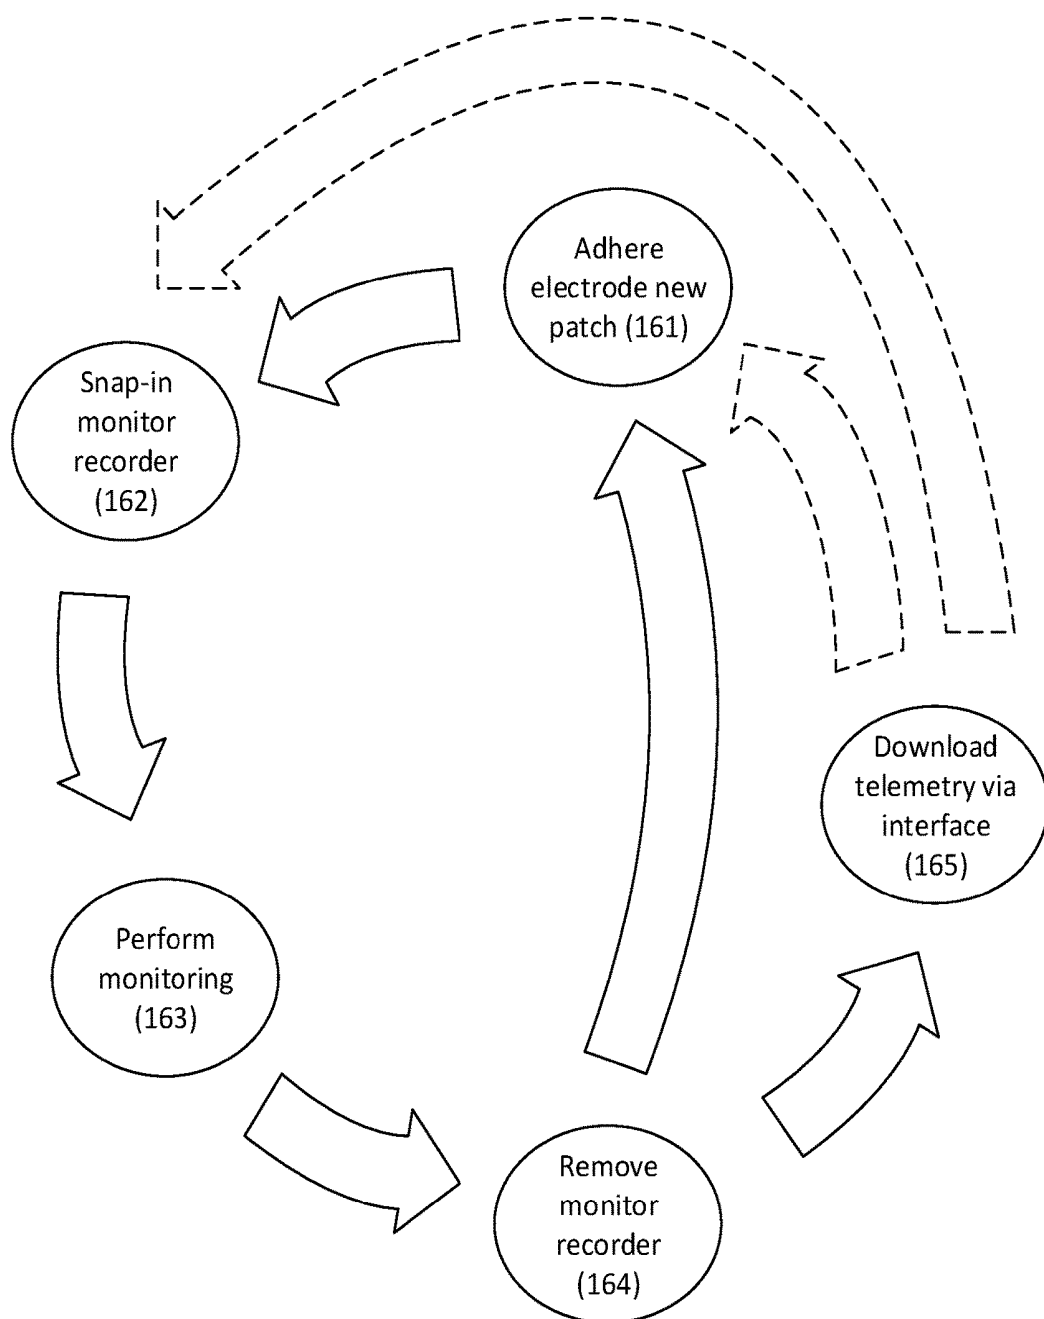 Adhere
electrode new
patch (161)
Snap-in
monitor
recorder
(162)
Download
telemetry via
interface
(165)
Perform
monitoring
(163)
Remove
monitor
recorder
(164)